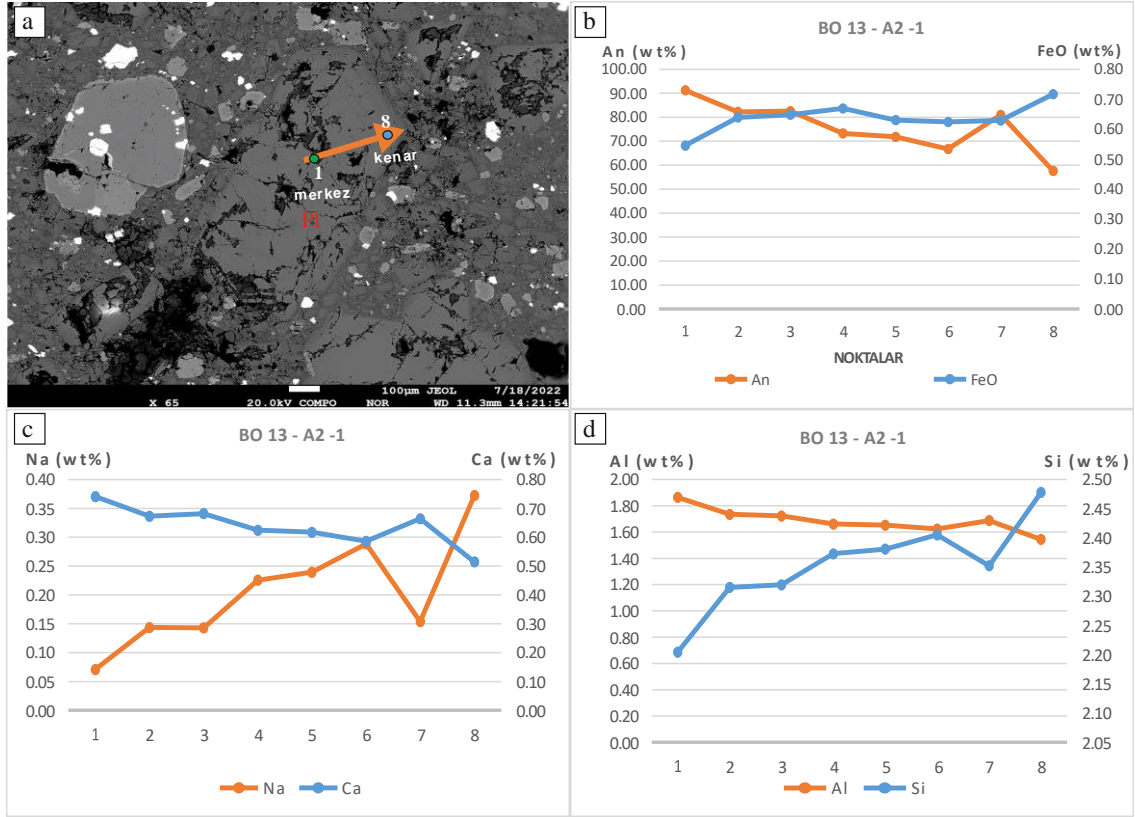 a
8
kenar
1
merkez
Pl
100µm JEOL 7/18/2022
X 65 20.0kV COMPO NOR WD 11.3mm 14:21:54
b
BO 13 - A2 -1
An (wt%) FeO (wt%)
100.00 0.80
90.00 0.70
80.00 0.60
70.00 0.50
60.00 0.40
50.00 0.30
40.00 0.20
30.00 0.10
20.00 0.00
10.00
0.00
1 2 3 4 5 6 7 8
NOKTALAR
An FeO
c
BO 13 - A2 -1
Na (wt%) Ca (wt%)
0.40 0.80
0.35 0.70
0.30 0.60
0.25 0.50
0.20 0.40
0.15 0.30
0.10 0.20
0.05 0.10
0.00 0.00
1 2 3 4 5 6 7 8
Na Ca
d
BO 13 - A2 -1
Al (wt%) Si (wt%)
2.00 2.50
1.80 2.45
1.60 2.40
1.40 2.35
1.20 2.30
1.00 2.25
0.80 2.20
0.60 2.15
0.40 2.10
0.20 2.05
0.00
1 2 3 4 5 6 7 8
Al Si